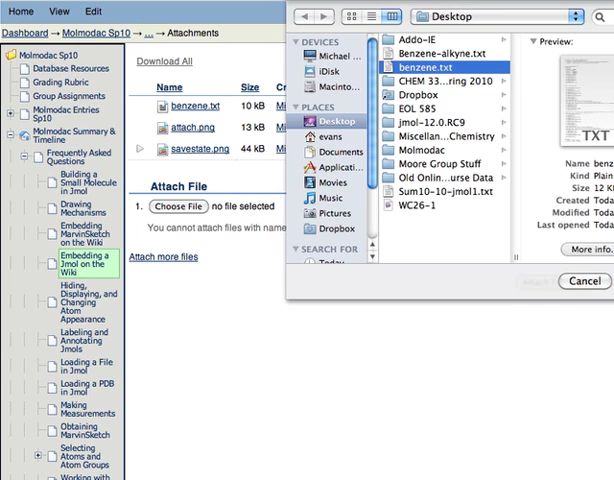 Home View Edit
Dashboard → Molmodac Sp10 → ... → Attachments
Molmodac Sp10
Database Resources
Grading Rubric
Group Assignments
Molmodac Entries
Sp10
Molmodac Summary &
Timeline
Frequently Asked
Questions
Building a
Small Molecule
in Jmol
Drawing
Mechanisms
Embedding
MarvinSketch
on the Wiki
Embedding a
Jmol on the
Wiki
Hiding,
Displaying, and
Changing
Atom
Appearance
Labeling and
Annotating
Jmols
Loading a File
in Jmol
Loading a PDB
in Jmol
Making
Measurements
Obtaining
MarvinSketch
Selecting
Atoms and
Atom Groups
Working with
Download All
Name Size Cr
benzene.txt 10 kB Mi
attach.png 13 kB Mi
savestate.png 44 kB Mi
Attach File
1. Choose File no file selected
You cannot attach files with name
Attach more files
Desktop
DEVICES
Michael ...
iDisk
Macinto...
PLACES
Desktop
evans
Documents
Applicati...
Movies
Music
Pictures
Dropbox
SEARCH FOR
Today
Addo-IE
Benzene-alkyne.txt
benzene.txt
CHEM 33...ring 2010
Dropbox
EOL 585
jmol-12.0.RC9
Miscellan...Chemistry
Molmodac
Moore Group Stuff
Old Onlin...urse Data
Sum10-10-jmol1.txt
WC26-1
Preview:
TXT
Name benz
Kind Plain
Size 12 K
Created Toda
Modified Toda
Last opened Toda
More info.
Cancel